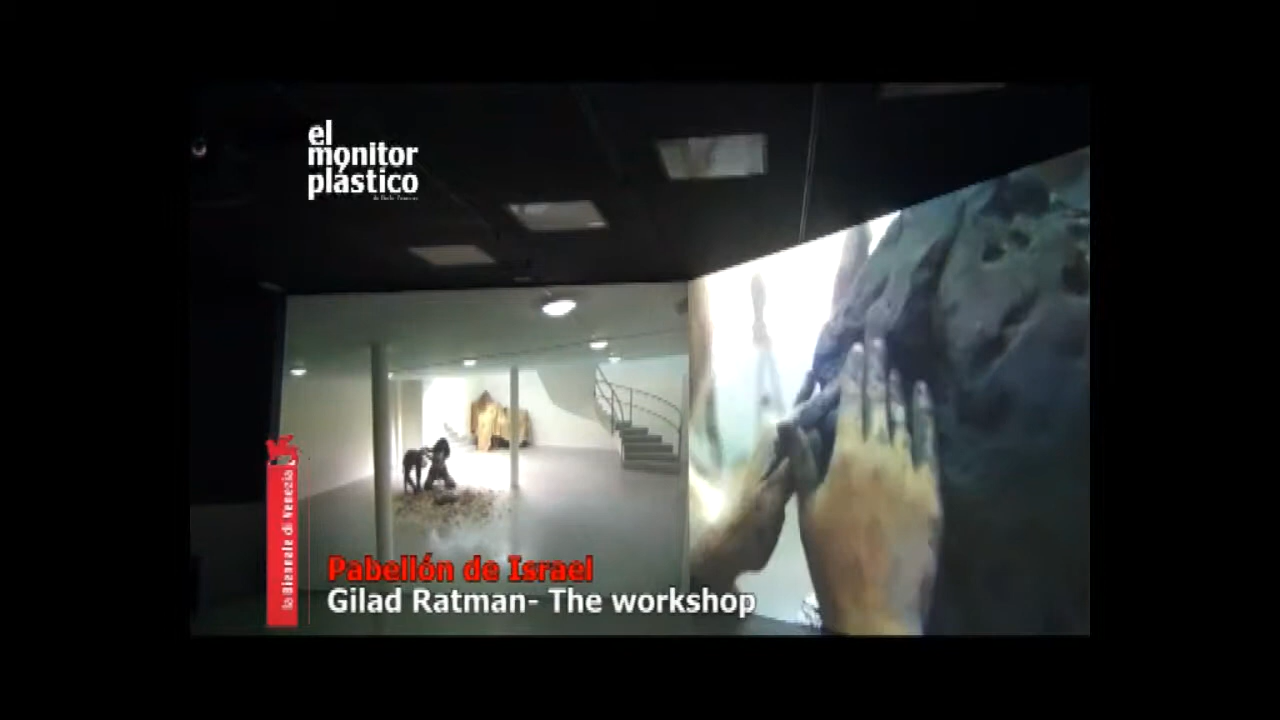 el
monitor
plástico
la Biennale di Venezia
Pabellón de Israel
Gilad Ratman- The workshop